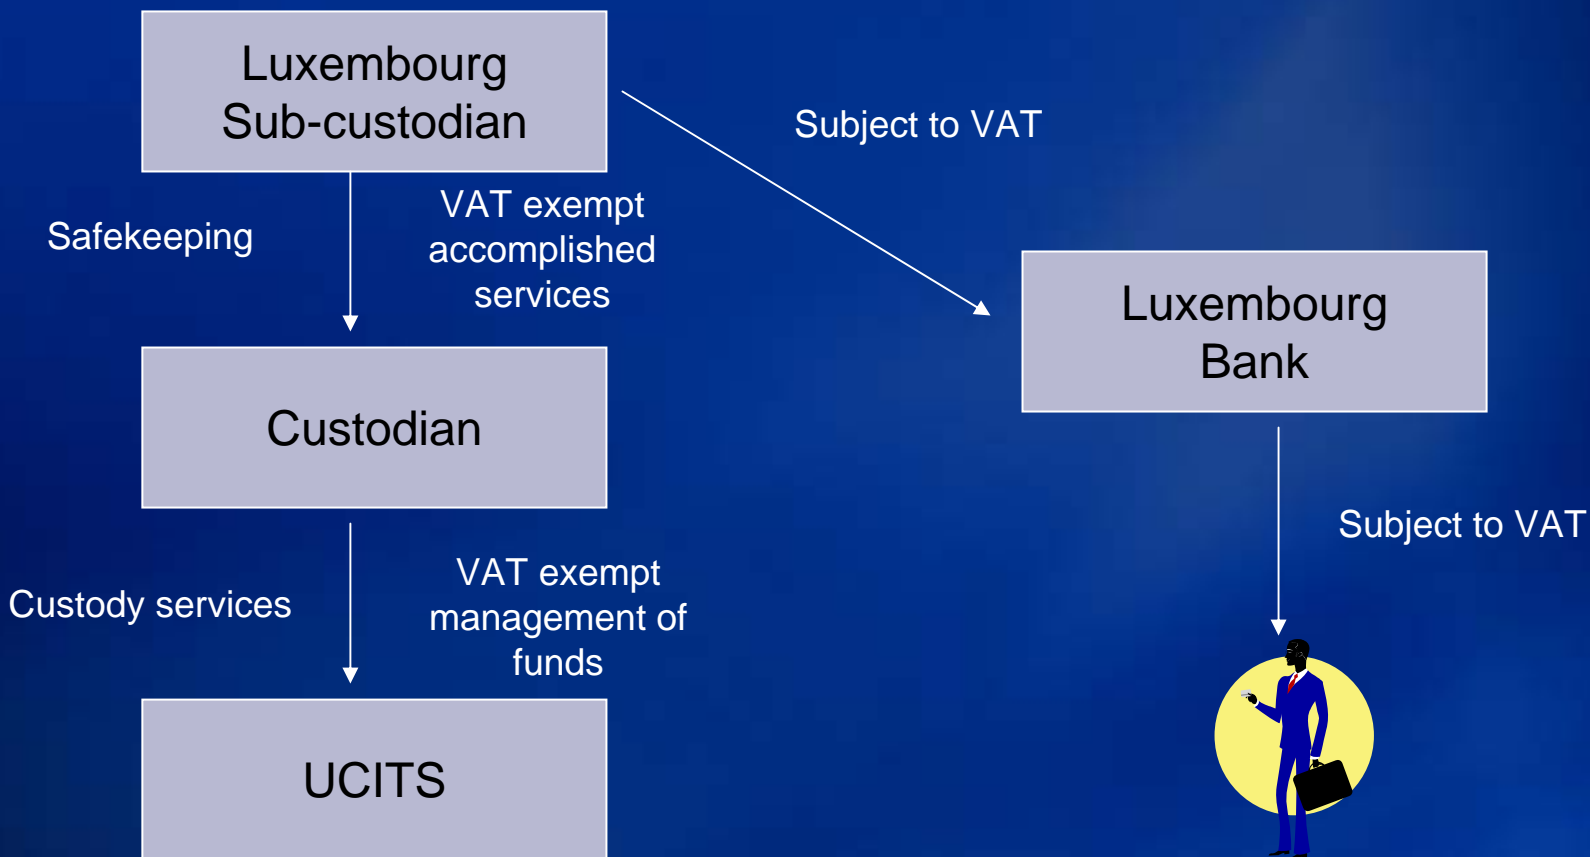 Luxembourg
Sub-custodian
Subject to VAT
Safekeeping
VAT exempt
accomplished
services
Luxembourg
Bank
Custodian
Subject to VAT
Custody services
VAT exempt
management of
funds
UCITS